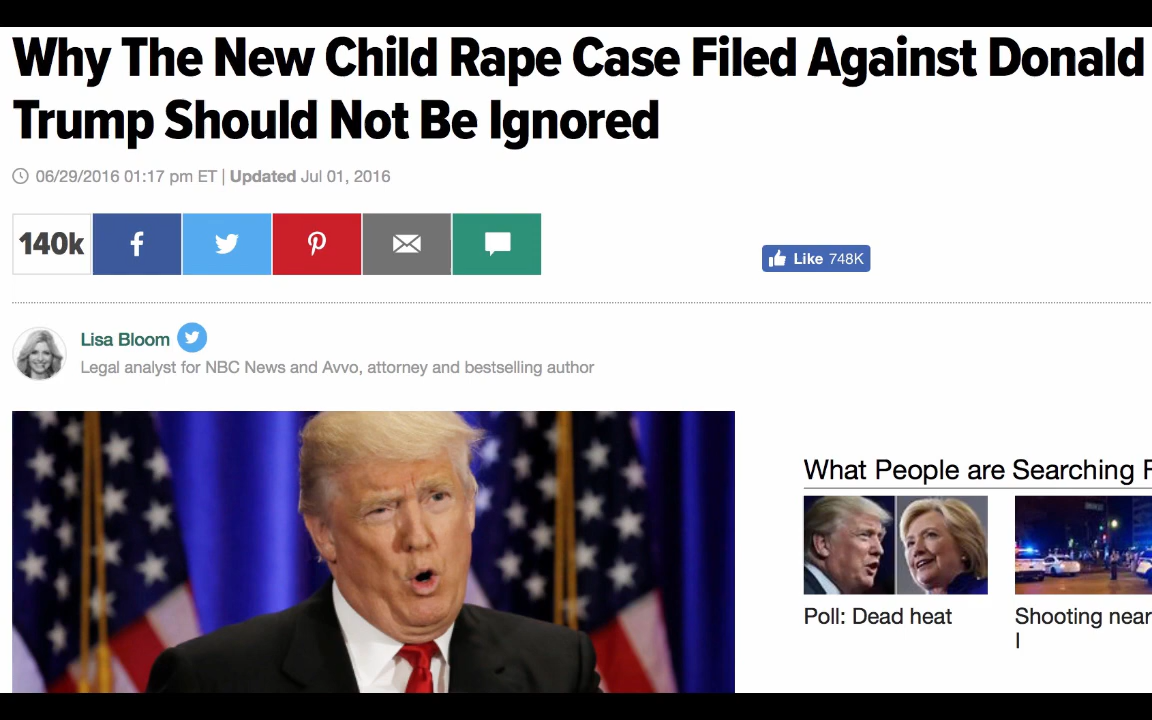 Why The New Child Rape Case Filed Against Donald
Trump Should Not Be Ignored
06/29/2016 01:17 pm ET | Updated Jul 01, 2016
140k
Like 748K
Lisa Bloom
Legal analyst for NBC News and Avvo, attorney and bestselling author
What People are Searching F
Poll: Dead heat
Shooting near
I